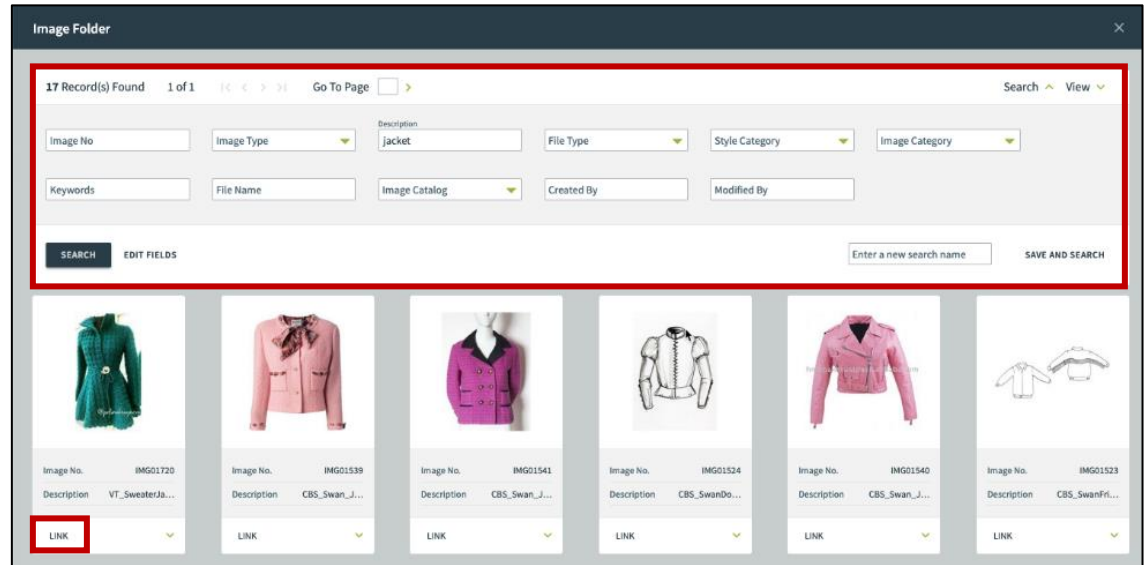 Image Folder
17 Record(s) Found 1 of 1 Go To Page Search View
Description
Image No Image Type jacket File Type Style Category Image Category
Keywords File Name Image Catalog Created By Modified By
SEARCH EDIT FIELDS Enter a new search name SAVE AND SEARCH
Image No. IMG01720 Image No. IMG01539 Image No. IMG01541 Image No. IMG01524 Image No. IMG01540 Image No. IMG01523
Description VT_SweaterJa... Description CBS_Swan_J... Description CBS_Swan_J... Description CBS_SwanDo... Description CBS_Swan_J... Description CBS_SwanFri...
LINK LINK LINK LINK LINK LINK